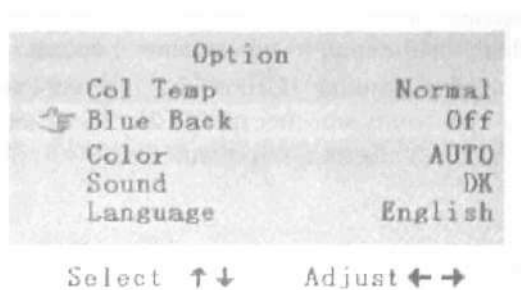 Option
Col Temp Normal
Blue Back Off
Color AUTO
Sound DK
Language English
Select ↑↓ Adjust ←→